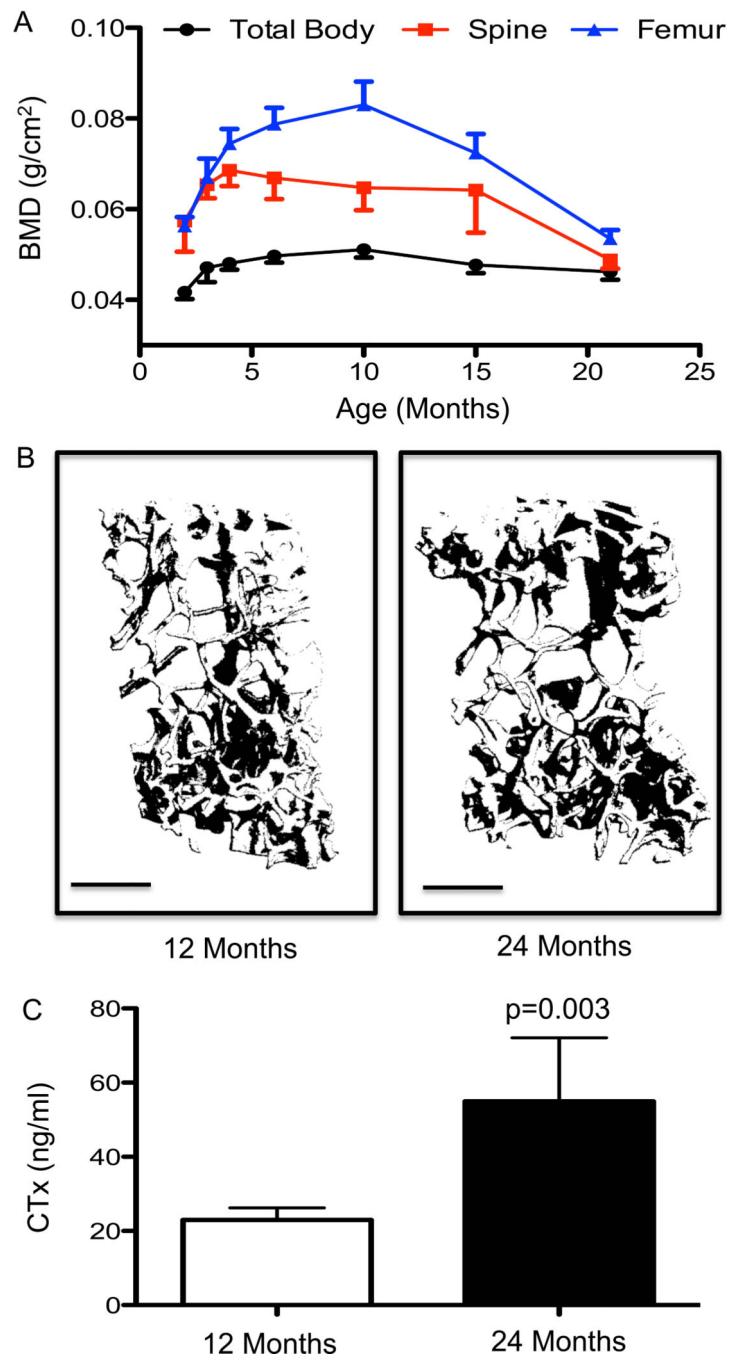 A
Total Body Spine Femur
0.10
0.08
0.06
0.04
BMD (g/cm²)
0 5 10 15 20 25
Age (Months)
B
12 Months 24 Months
C
p=0.003
80
60
40
20
0
CTx (ng/ml)
12 Months 24 Months